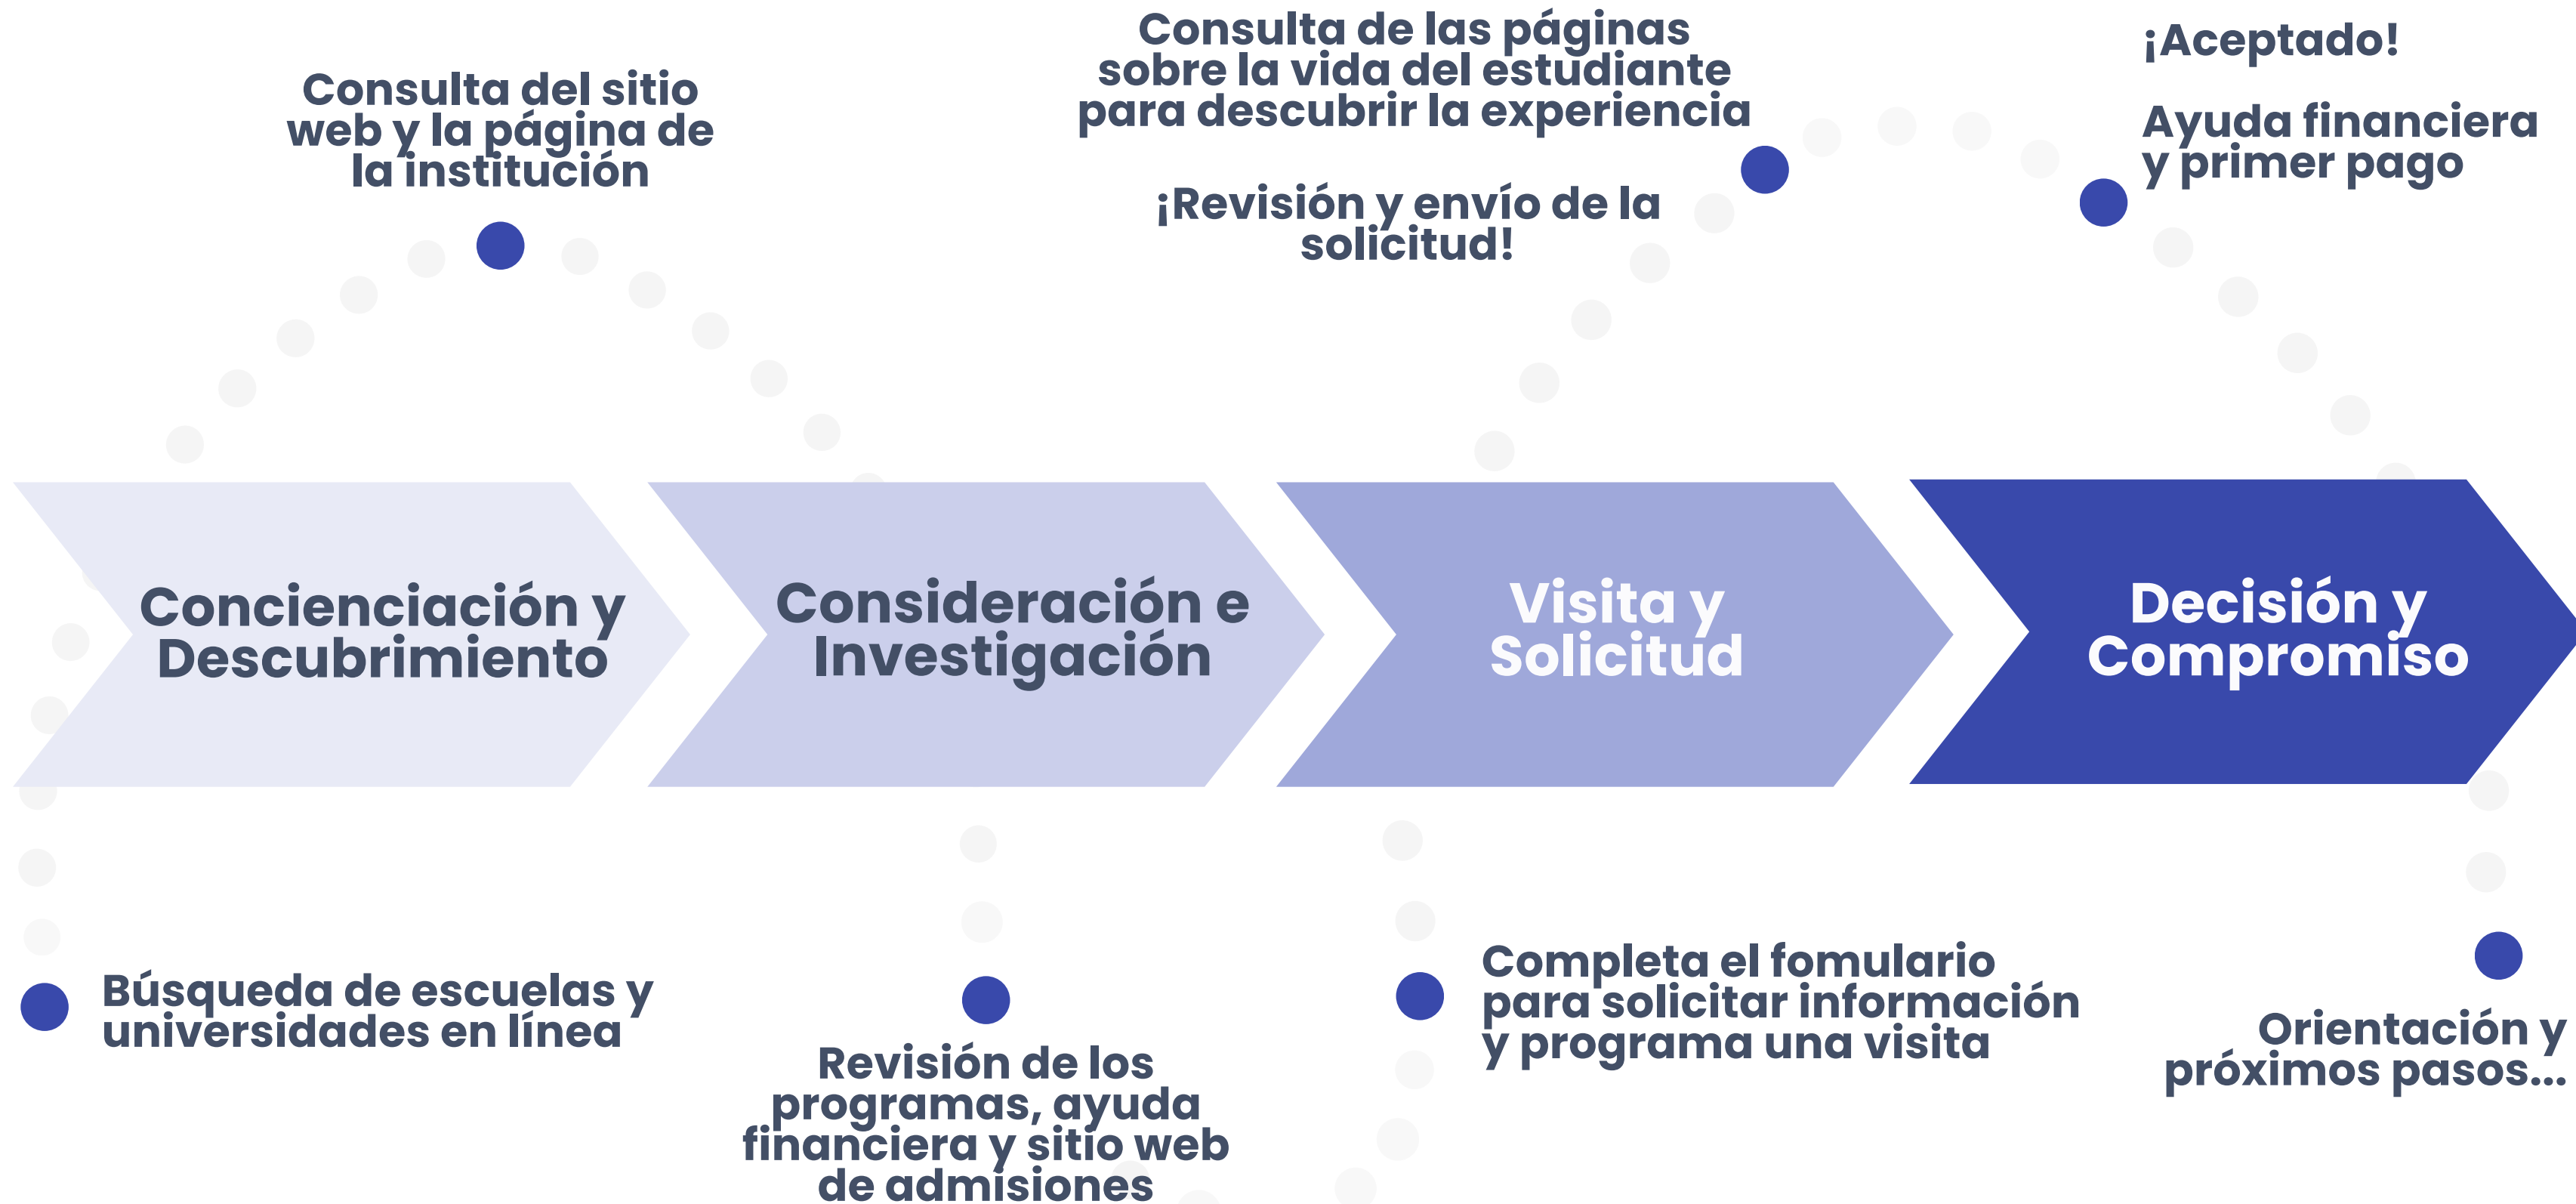 Consulta del sitio
web y la página de
la institución
Consulta de las páginas
sobre la vida del estudiante
para descubrir la experiencia
¡Revisión y envío de la
solicitud!
¡Aceptado!
Ayuda financiera
y primer pago
Concienciación y
Descubrimiento
Consideración e
Investigación
Visita y
Solicitud
Decisión y
Compromiso
Búsqueda de escuelas y
universidades en línea
Revisión de los
programas, ayuda
financiera y sitio web
de admisiones
Completa el fomulario
para solicitar información
y programa una visita
Orientación y
próximos pasos...